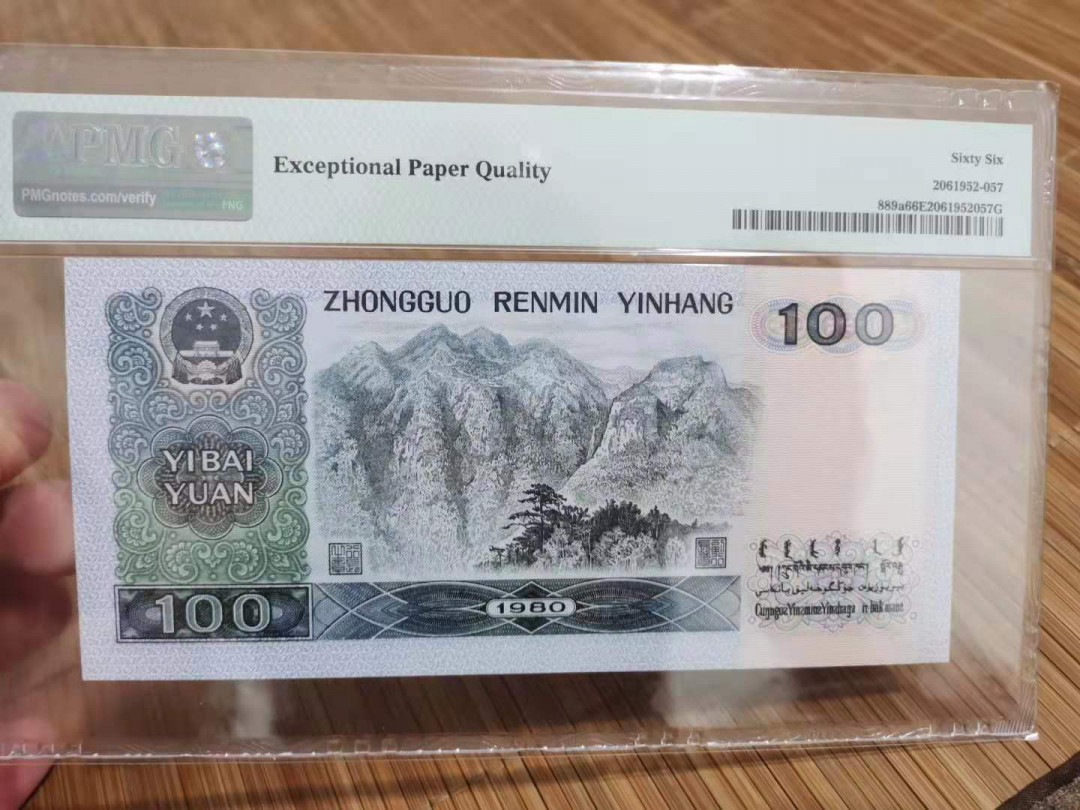 PMG
PMGnotes.com/verify
FNG
Exceptional Paper Quality
Sixty Six
2061952-057
889a66E2061952057G
ZHONGGUO RENMIN YINHANG
100
YI BAI
YUAN
100
1980